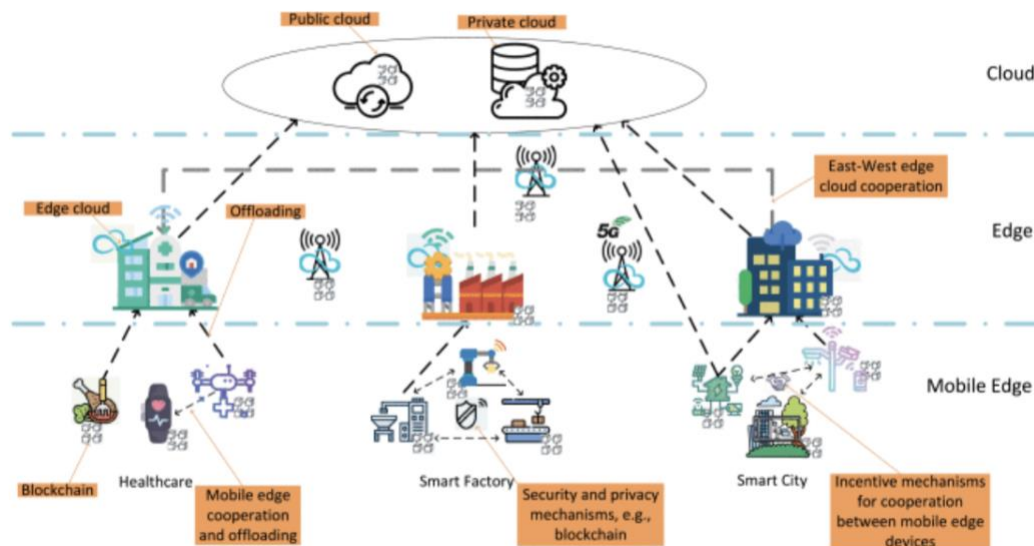 Public cloud
Private cloud
Cloud
East-West edge
cloud cooperation
Edge cloud
Offloading
5G
Edge
Mobile Edge
Blockchain
Healthcare
Mobile edge
cooperation
and offloading
Smart Factory
Security and privacy
mechanisms, e.g.,
blockchain
Smart City
Incentive mechanisms
for cooperation
between mobile edge
devices